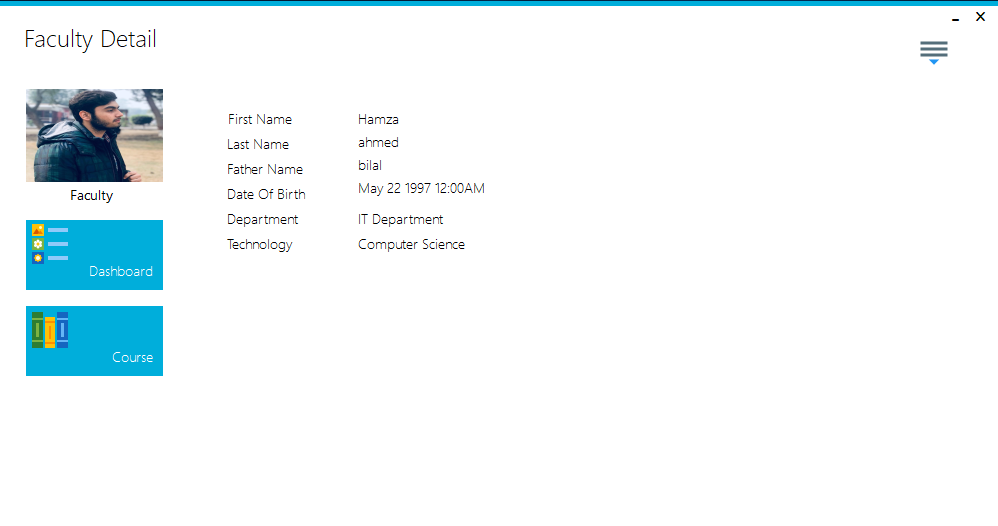 Faculty Detail
First Name Hamza
Last Name ahmed
Father Name bilal
Date Of Birth May 22 1997 12:00AM
Department IT Department
Technology Computer Science
Faculty
Dashboard
Course